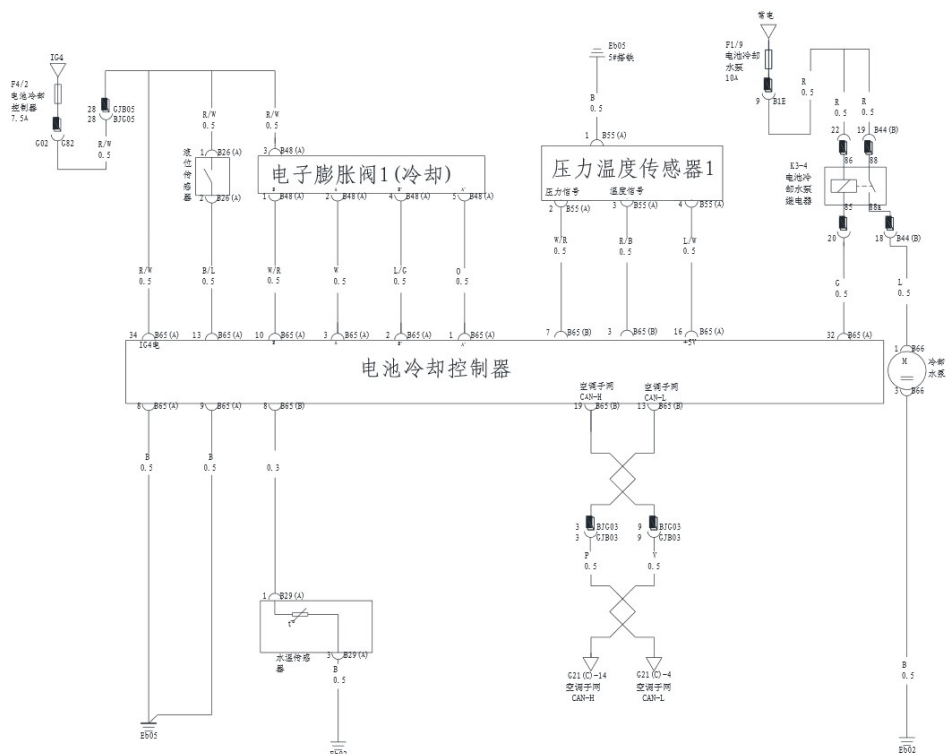 IG4
F4/2
电池冷却
控制器
7.5A
G02 G82
28 GJB05
28 BJG05
R/W
0.5
R/W
0.5
R/W
0.5
1 B26(A)
液位传感器
2 B26(A)
3 B48(A)
电子膨胀阀1(冷却)
1 B48(A)
2 B48(A)
4 B48(A)
5 B48(A)
Eb05
5#搭铁
B
0.5
1 B55(A)
压力温度传感器1
压力信号
温度信号
2 B55(A)
3 B55(A)
4 B55(A)
常电
F1/9
电池冷却
水泵
10A
9 B1E
R
0.5
R
0.5
R
0.5
22
19 B44(B)
86
88
K3-4
电池冷
却水泵
继电器
85
88a
20
18 B44(B)
R/W
0.5
B/L
0.5
W/R
0.5
W
0.5
L/G
0.5
O
0.5
W/R
0.5
R/B
0.5
L/W
0.5
G
0.5
L
0.5
34 B65(A)
13 B65(A)
10 B65(A)
3 B65(A)
2 B65(A)
1 B65(A)
7 B65(B)
3 B65(B)
16 B65(A)
32 B65(A)
IG4电
+5V
电池冷却控制器
1 B66
M
冷却
水泵
3 B66
空调子网
CAN-H
空调子网
CAN-L
8 B65(A)
9 B65(A)
8 B65(B)
19 B65(B)
13 B65(B)
B
0.5
B
0.5
0.3
3 BJG03
3 GJB03
9 BJG03
9 GJB03
P
0.5
V
0.5
1 B29(A)
t°
水温传感
器
3 B29(A)
B
0.5
G21(C)-14
空调子网
CAN-H
G21(C)-4
空调子网
CAN-L
B
0.5
Eb05
Eb02
Eb02